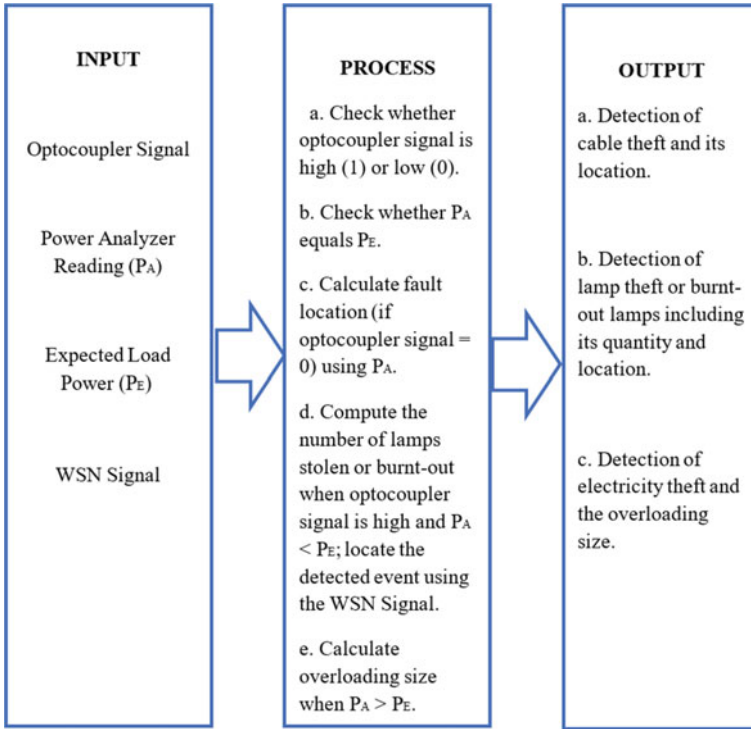 INPUT
Optocoupler Signal
Power Analyzer
Reading (PA)
Expected Load
Power (PE)
WSN Signal
PROCESS
a. Check whether
optocoupler signal is
high (1) or low (0).
b. Check whether PA
equals PE.
c. Calculate fault
location (if
optocoupler signal =
0) using PA.
d. Compute the
number of lamps
stolen or burnt-out
when optocoupler
signal is high and PA
< PE; locate the
detected event using
the WSN Signal.
e. Calculate
overloading size
when PA > PE.
OUTPUT
a. Detection of
cable theft and its
location.
b. Detection of
lamp theft or burnt-
out lamps including
its quantity and
location.
c. Detection of
electricity theft and
the overloading
size.